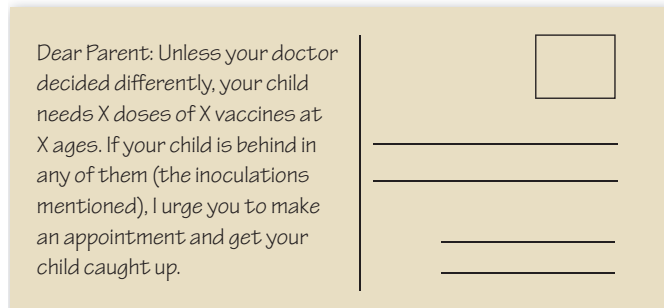 Dear Parent: Unless your doctor
decided differently, your child
needs X doses of X vaccines at
X ages. If your child is behind in
any of them (the inoculations
mentioned), I urge you to make
an appointment and get your
child caught up.